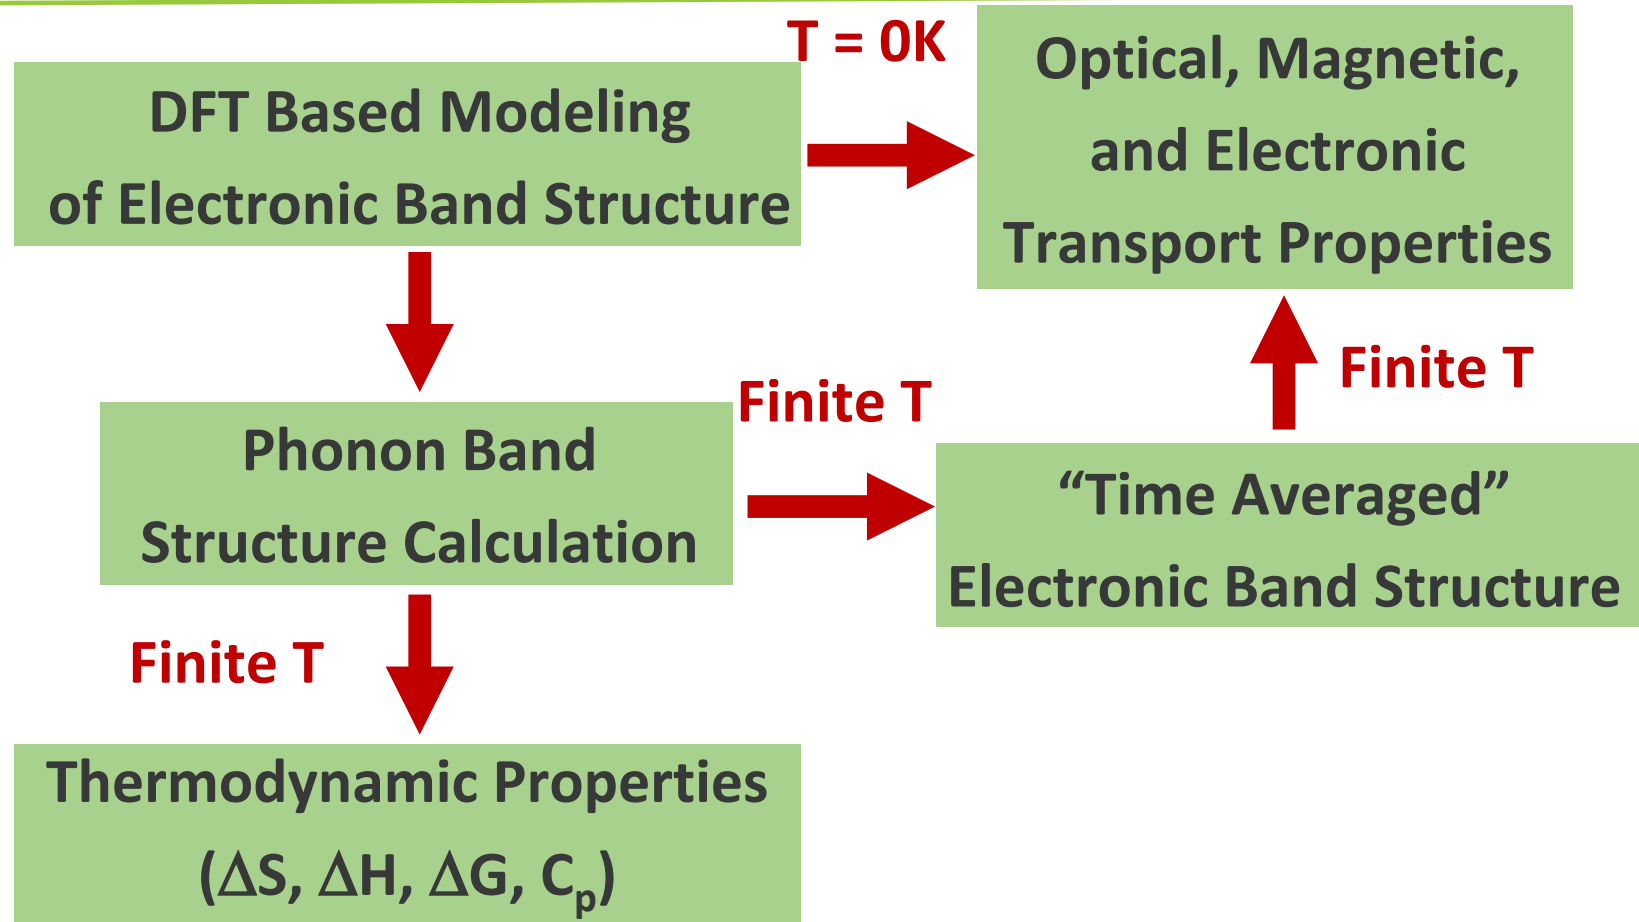 T = 0K
DFT Based Modeling
of Electronic Band Structure
Optical, Magnetic,
and Electronic
Transport Properties
Finite T
Finite T
Phonon Band
Structure Calculation
“Time Averaged”
Electronic Band Structure
Finite T
Thermodynamic Properties
(ΔS, ΔH, ΔG, Cp)